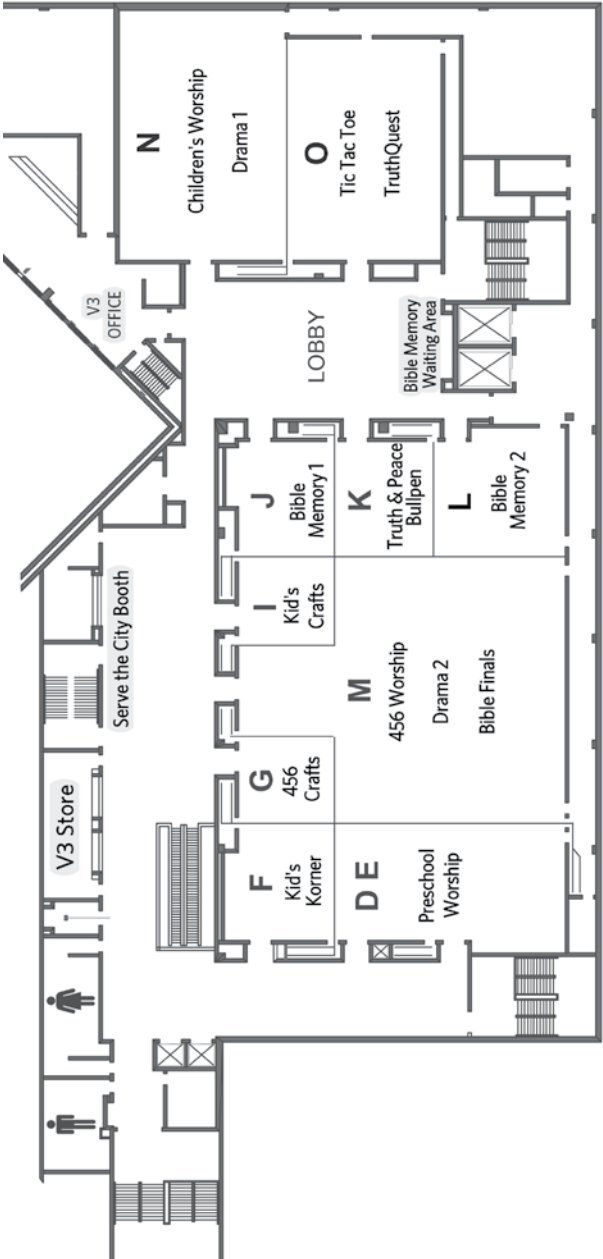 V3 Store
Serve the City Booth
V3
OFFICE
F
Kid's
Korner
G
456
Crafts
I
Kid's
Crafts
J
Bible
Memory 1
N
Children's Worship
Drama 1
D E
Preschool
Worship
M
456 Worship
Drama 2
Bible Finals
K
Truth & Peace
Bullpen
L
Bible
Memory 2
LOBBY
Bible Memory
Waiting Area
O
Tic Tac Toe
TruthQuest